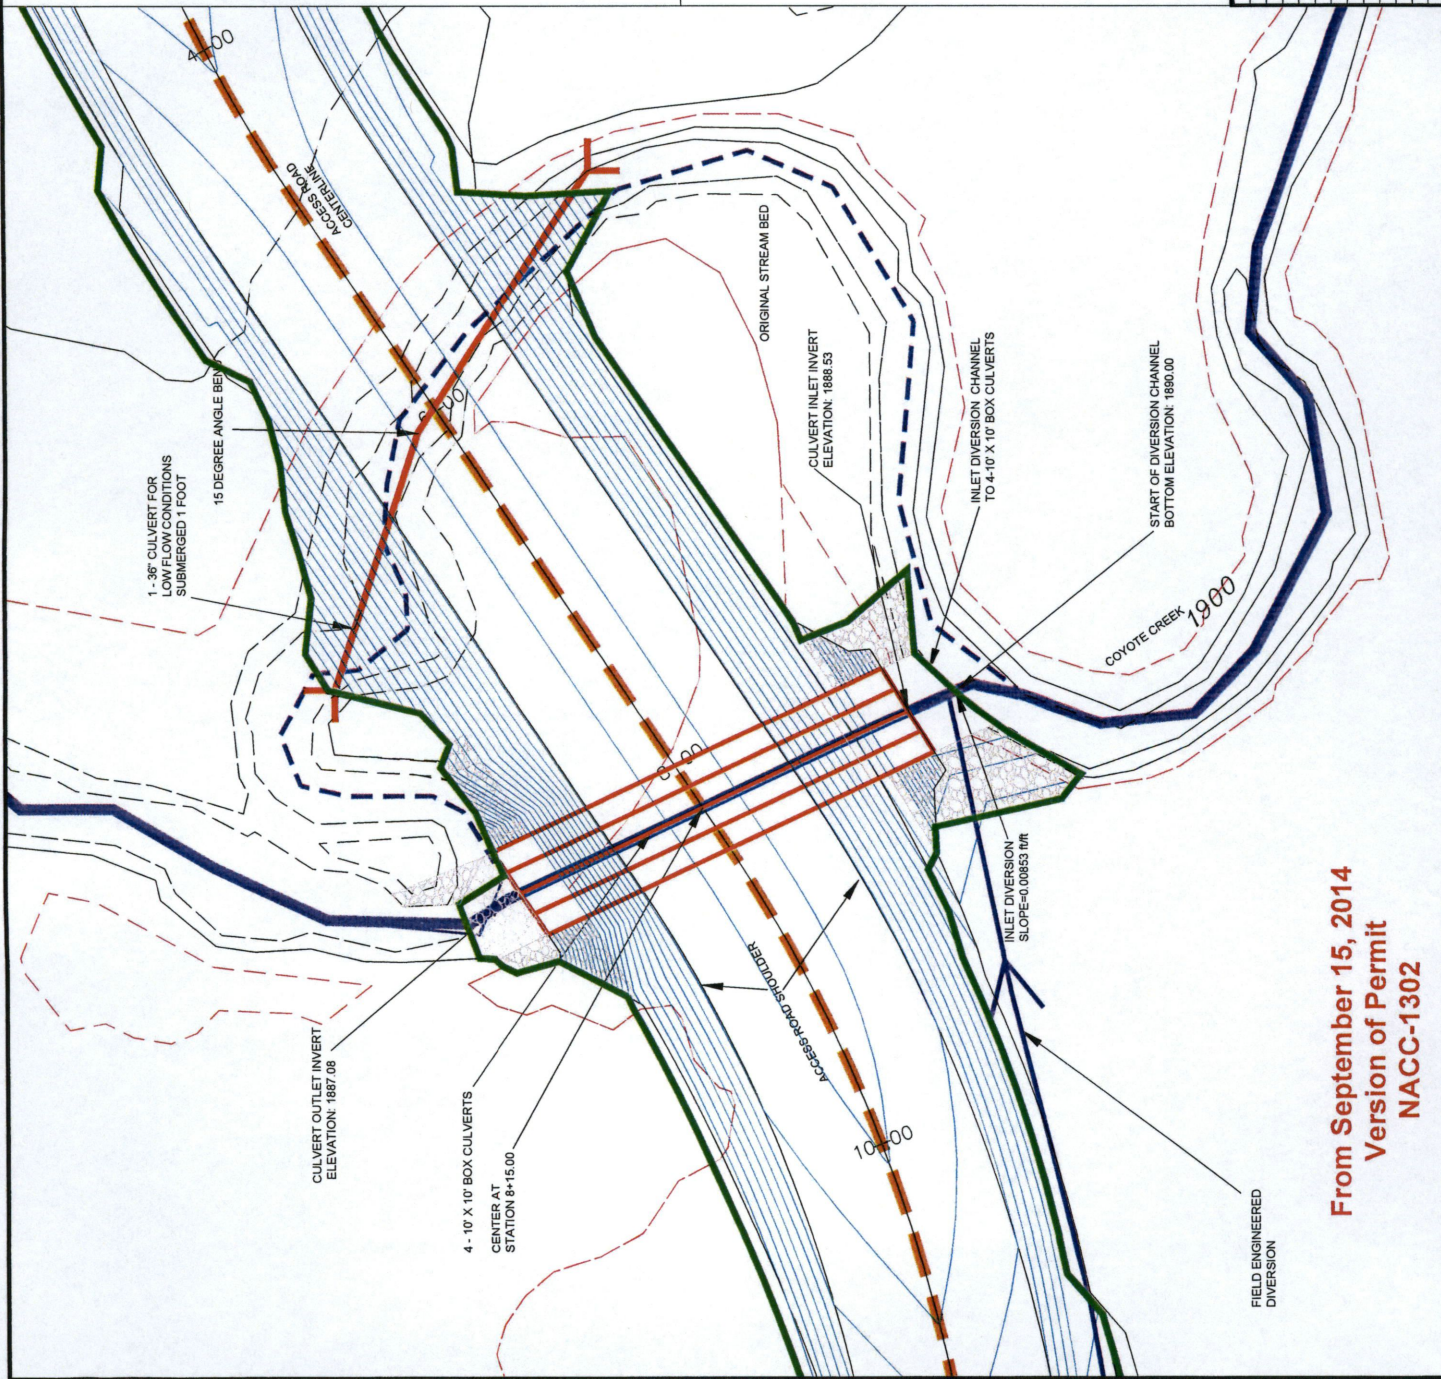 4+00
ACCESS ROAD
CENTERLINE
15 DEGREE ANGLE BEND
1 - 36" CULVERT FOR
LOW FLOW CONDITIONS
SUBMERGED 1 FOOT
6+00
ORIGINAL STREAM BED
CULVERT INLET INVERT
ELEVATION: 1888.53
INLET DIVERSION CHANNEL
TO 4-10' X 10' BOX CULVERTS
START OF DIVERSION CHANNEL
BOTTOM ELEVATION: 1890.00
COYOTE CREEK
1900
8+00
INLET DIVERSION
SLOPE=0.00853 ft/ft
ACCESS ROAD SHOULDER
CULVERT OUTLET INVERT
ELEVATION: 1887.08
4 - 10' X 10' BOX CULVERTS
CENTER AT
STATION 8+15.00
10+00
FIELD ENGINEERED
DIVERSION
From September 15, 2014
Version of Permit
NACC-1302